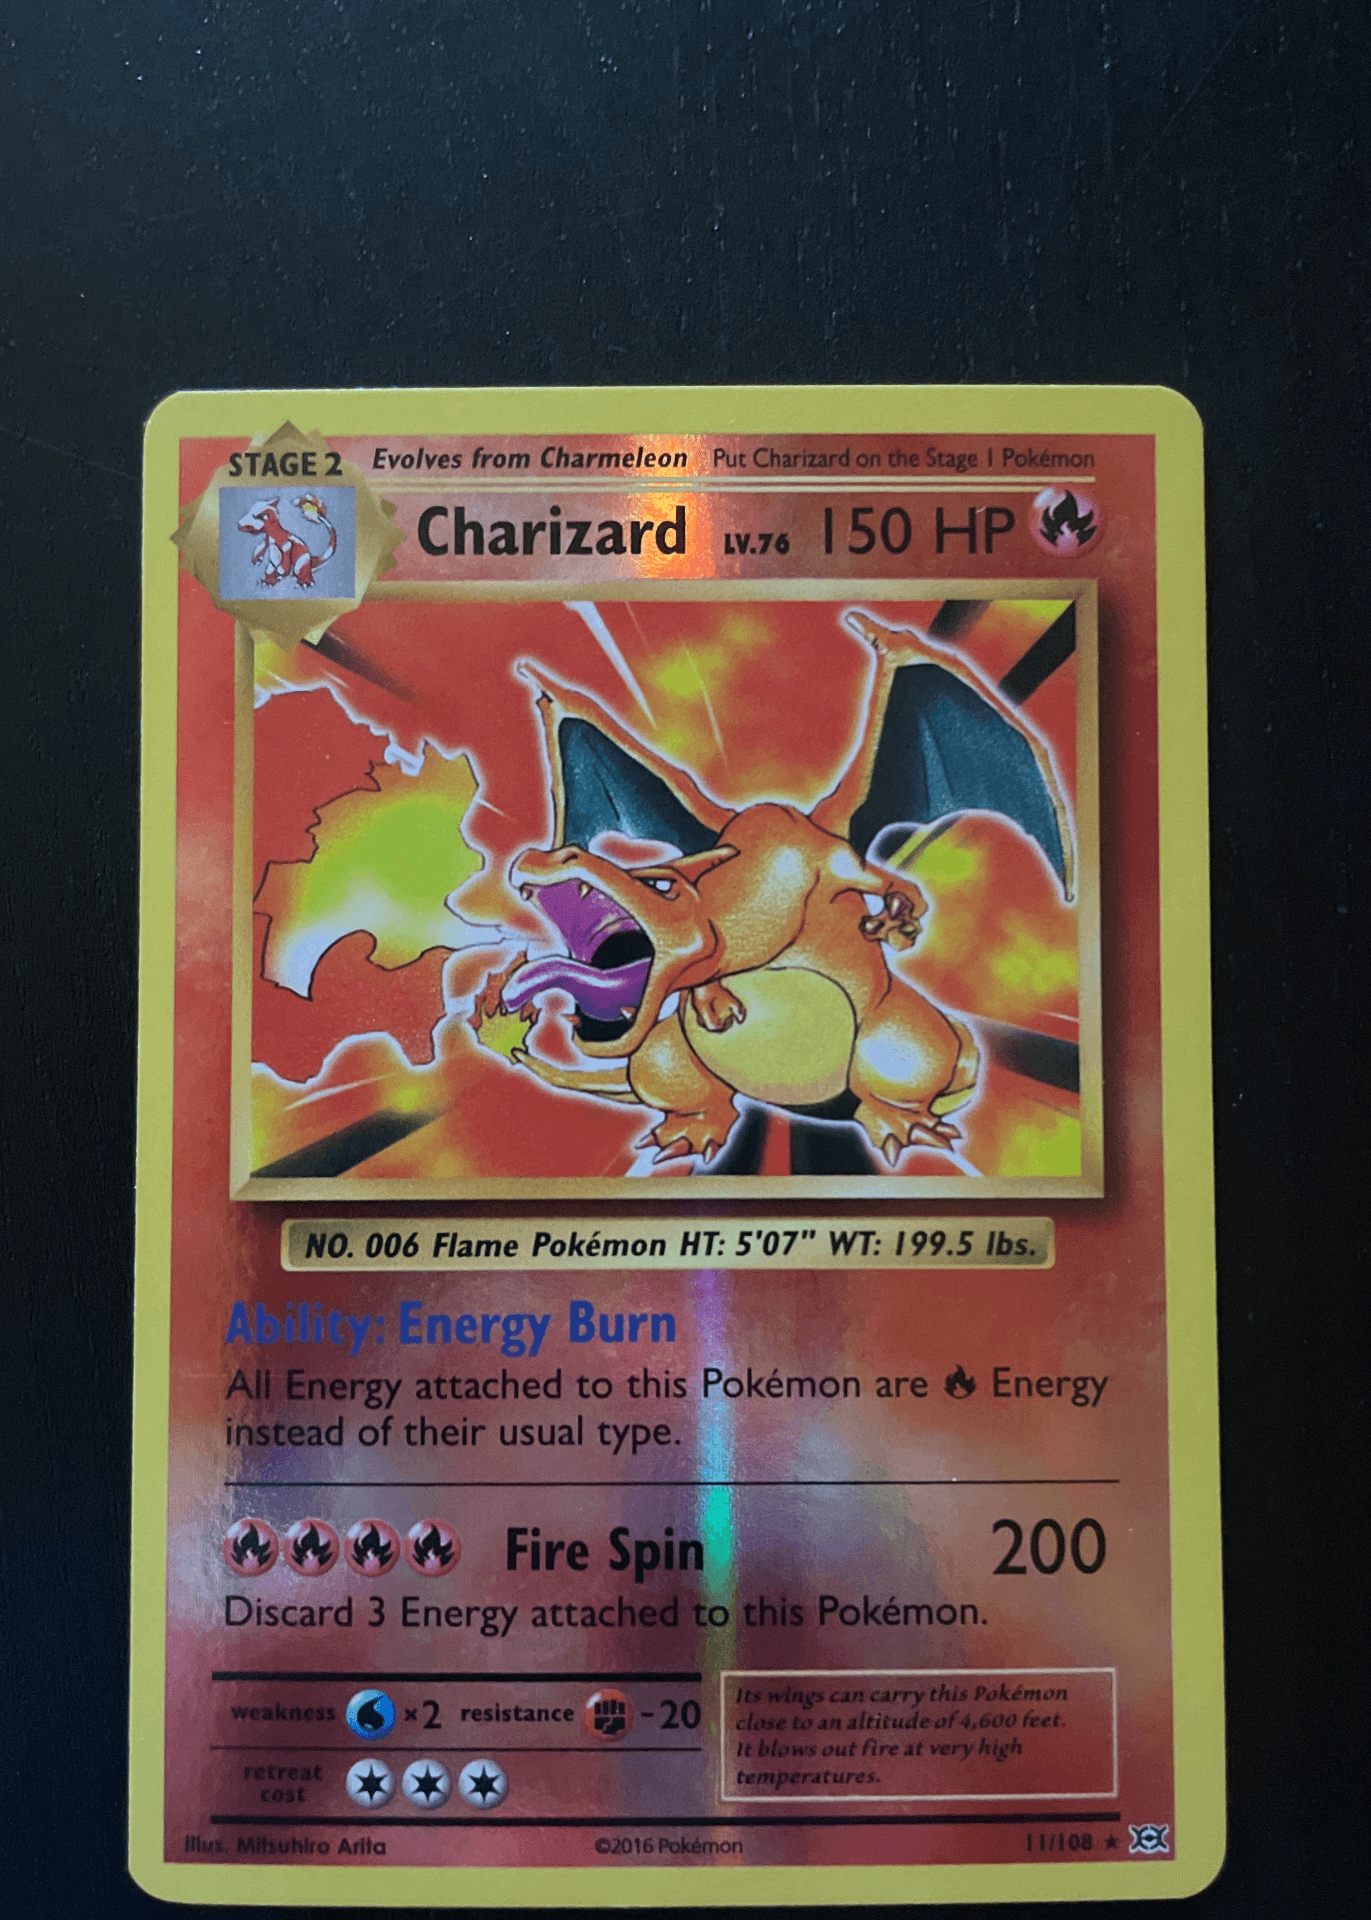 STAGE 2 Evolves from Charmeleon Put Charizard on the Stage 1 Pokémon
Charizard LV.76 150 HP
NO. 006 Flame Pokémon HT: 5'07" WT: 199.5 lbs.
Ability: Energy Burn
All Energy attached to this Pokémon are Energy
instead of their usual type.
Fire Spin 200
Discard 3 Energy attached to this Pokémon.
weakness ×2 resistance -20
retreat
cost
Its wings can carry this Pokémon
close to an altitude of 4,600 feet.
It blows out fire at very high
temperatures.
Illus. Mitsuhiro Arita ©2016 Pokémon 11/108 ★